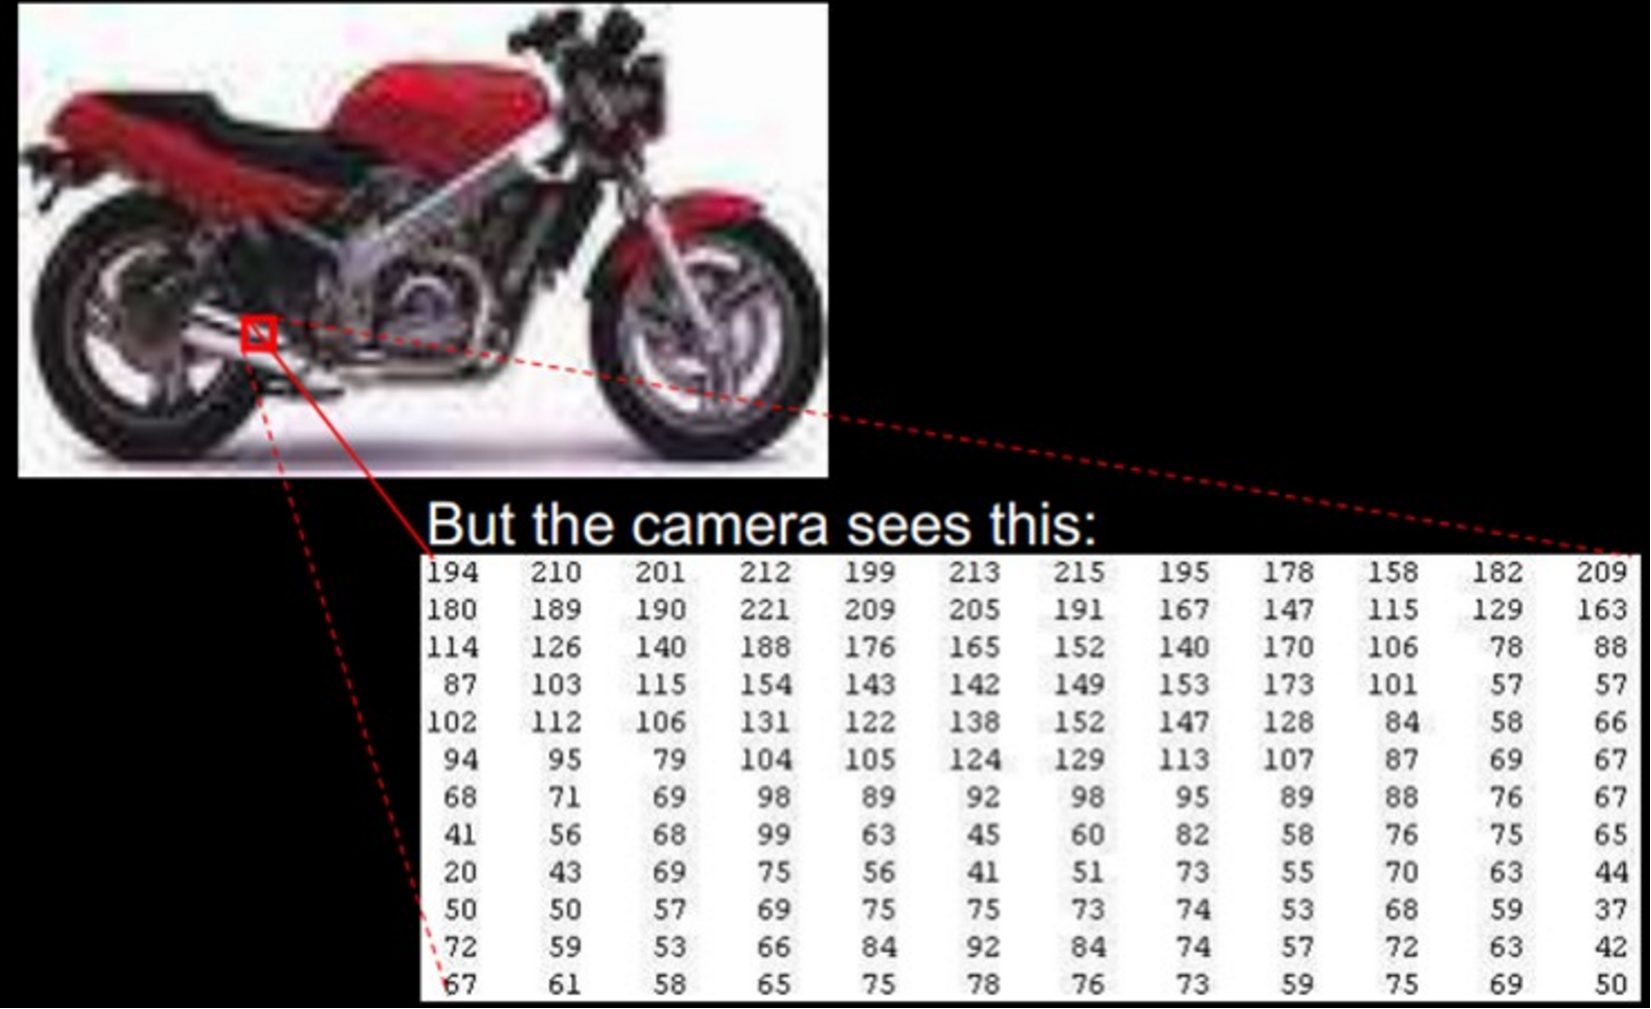 But the camera sees this:
194 210 201 212 199 213 215 195 178 158 182 209
180 189 190 221 209 205 191 167 147 115 129 163
114 126 140 188 176 165 152 140 170 106 78 88
87 103 115 154 143 142 149 153 173 101 57 57
102 112 106 131 122 138 152 147 128 84 58 66
94 95 79 104 105 124 129 113 107 87 69 67
68 71 69 98 89 92 98 95 89 88 76 67
41 56 68 99 63 45 60 82 58 76 75 65
20 43 69 75 56 41 51 73 55 70 63 44
50 50 57 69 75 75 73 74 53 68 59 37
72 59 53 66 84 92 84 74 57 72 63 42
67 61 58 65 75 78 76 73 59 75 69 50